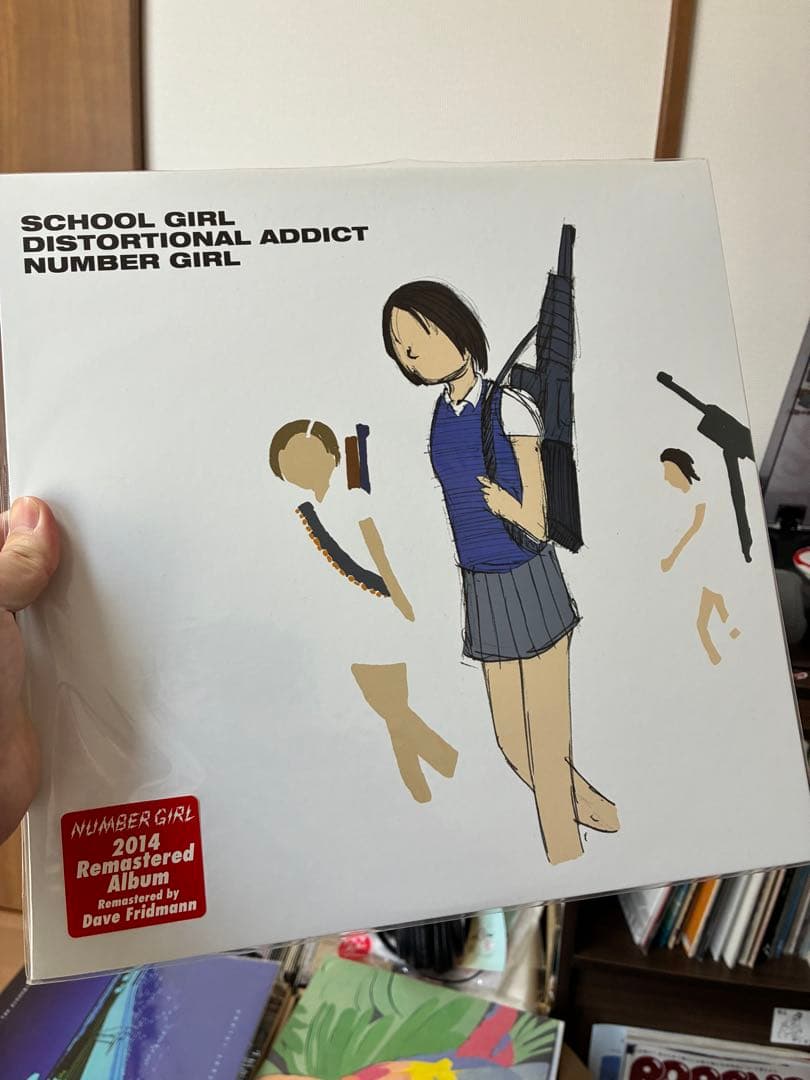 SCHOOL GIRL
DISTORTIONAL ADDICT
NUMBER GIRL
NUMBER GIRL
2014
Remastered
Album
Remastered by
Dave Fridmann